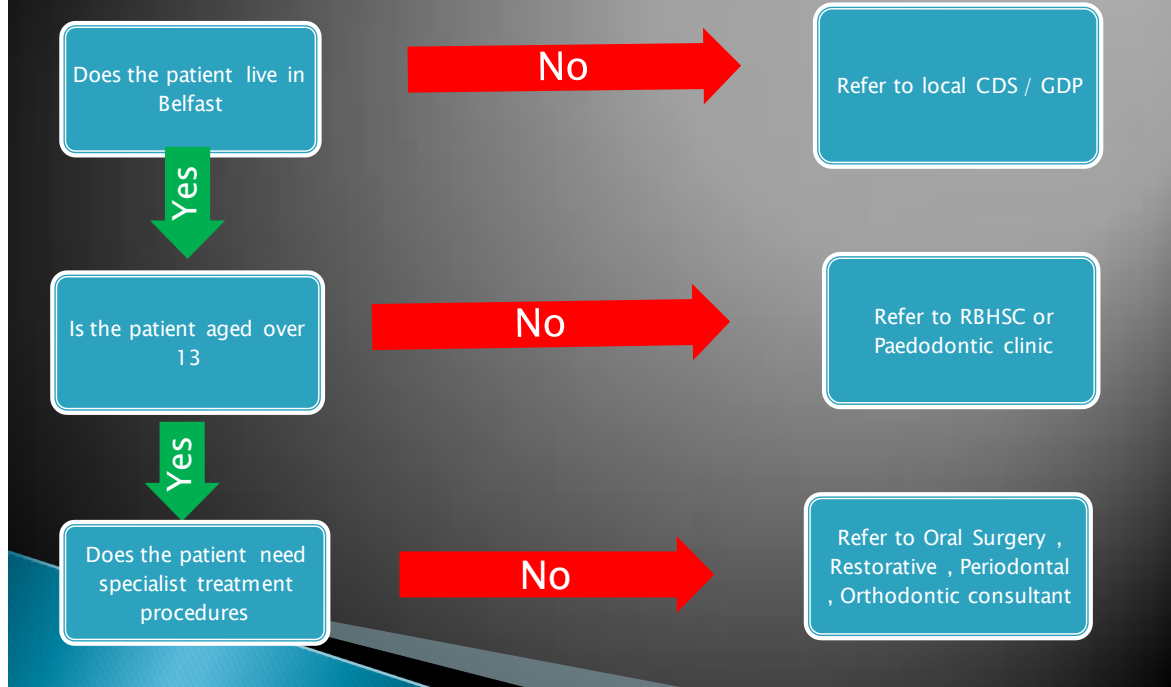 Does the patient live in
Belfast
No
Refer to local CDS / GDP
Yes
Is the patient aged over
13
No
Refer to RBHSC or
Paedodontic clinic
Yes
Does the patient need
specialist treatment
procedures
No
Refer to Oral Surgery ,
Restorative , Periodontal
, Orthodontic consultant